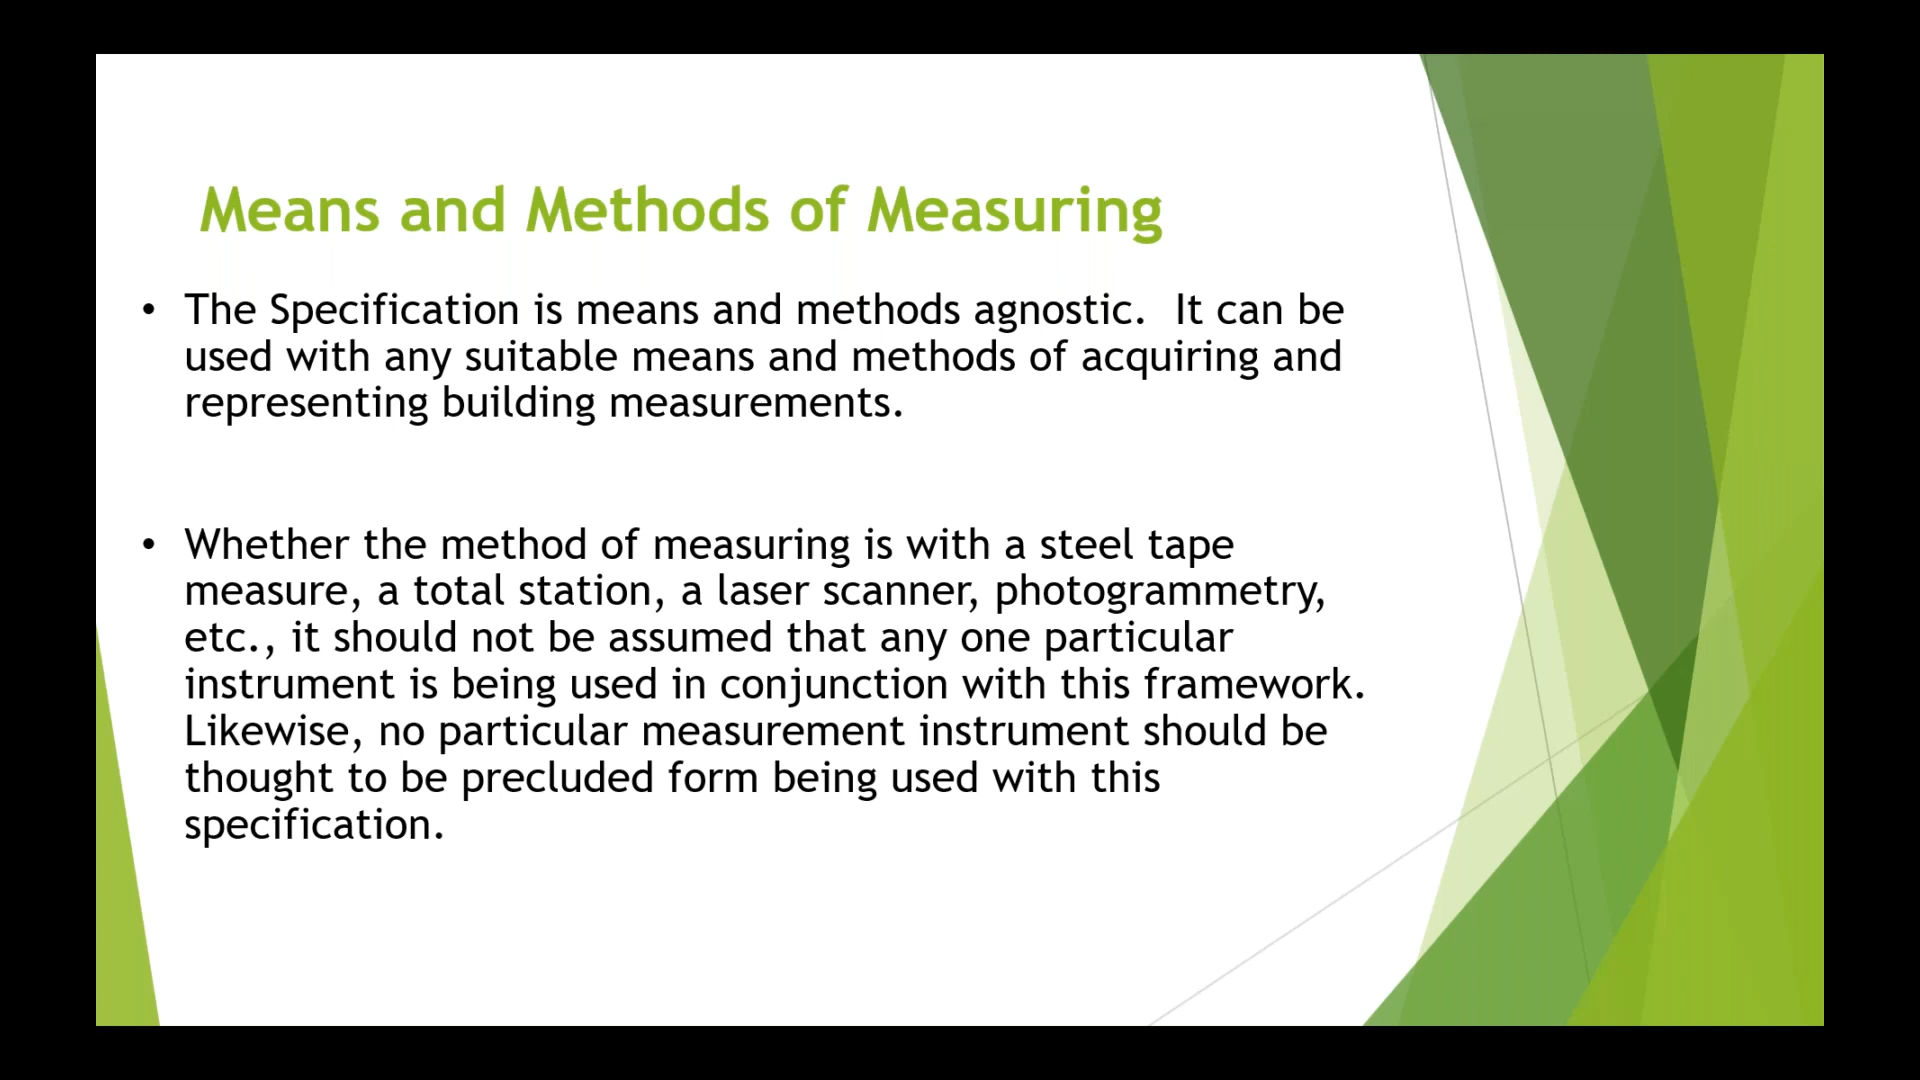 Means and Methods of Measuring
• The Specification is means and methods agnostic.  It can be
used with any suitable means and methods of acquiring and
representing building measurements.
• Whether the method of measuring is with a steel tape
measure, a total station, a laser scanner, photogrammetry,
etc., it should not be assumed that any one particular
instrument is being used in conjunction with this framework.
Likewise, no particular measurement instrument should be
thought to be precluded form being used with this
specification.